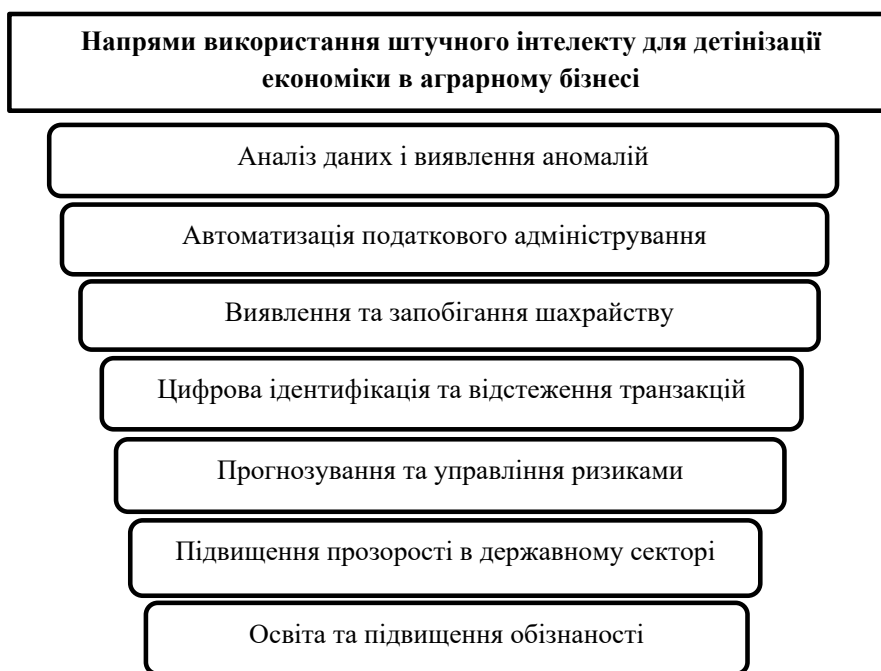 Напрями використання штучного інтелекту для детінізації
економіки в аграрному бізнесі
Аналіз даних і виявлення аномалій
Автоматизація податкового адміністрування
Виявлення та запобігання шахрайству
Цифрова ідентифікація та відстеження транзакцій
Прогнозування та управління ризиками
Підвищення прозорості в державному секторі
Освіта та підвищення обізнаності